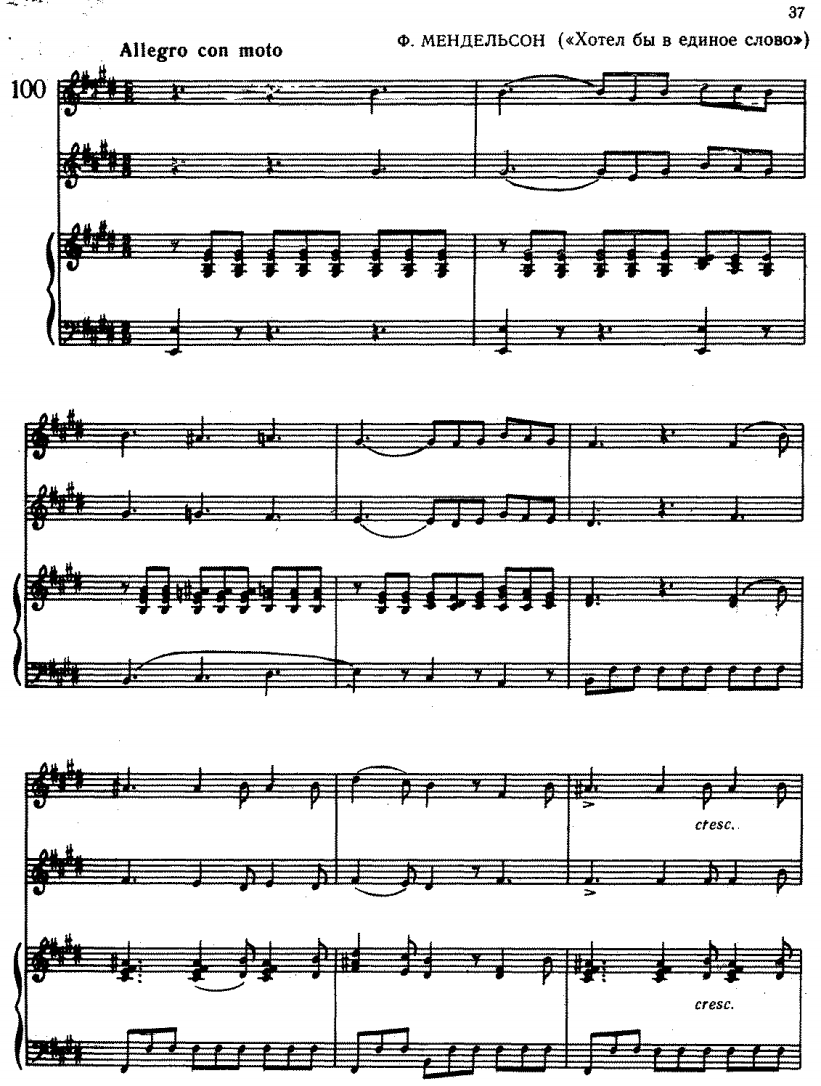 37
Allegro con moto
Ф. МЕНДЕЛЬСОН («Хотел бы в единое слово»)
100
cresc.
cresc.